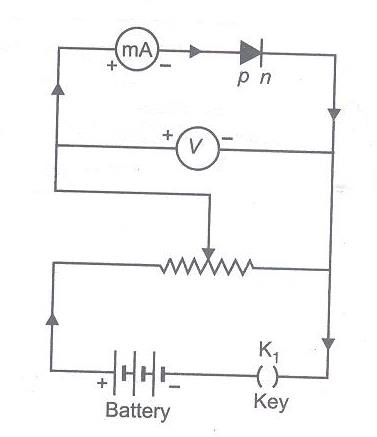 mA
+ −
p n
+ V −
K₁
+ −
Battery
Key